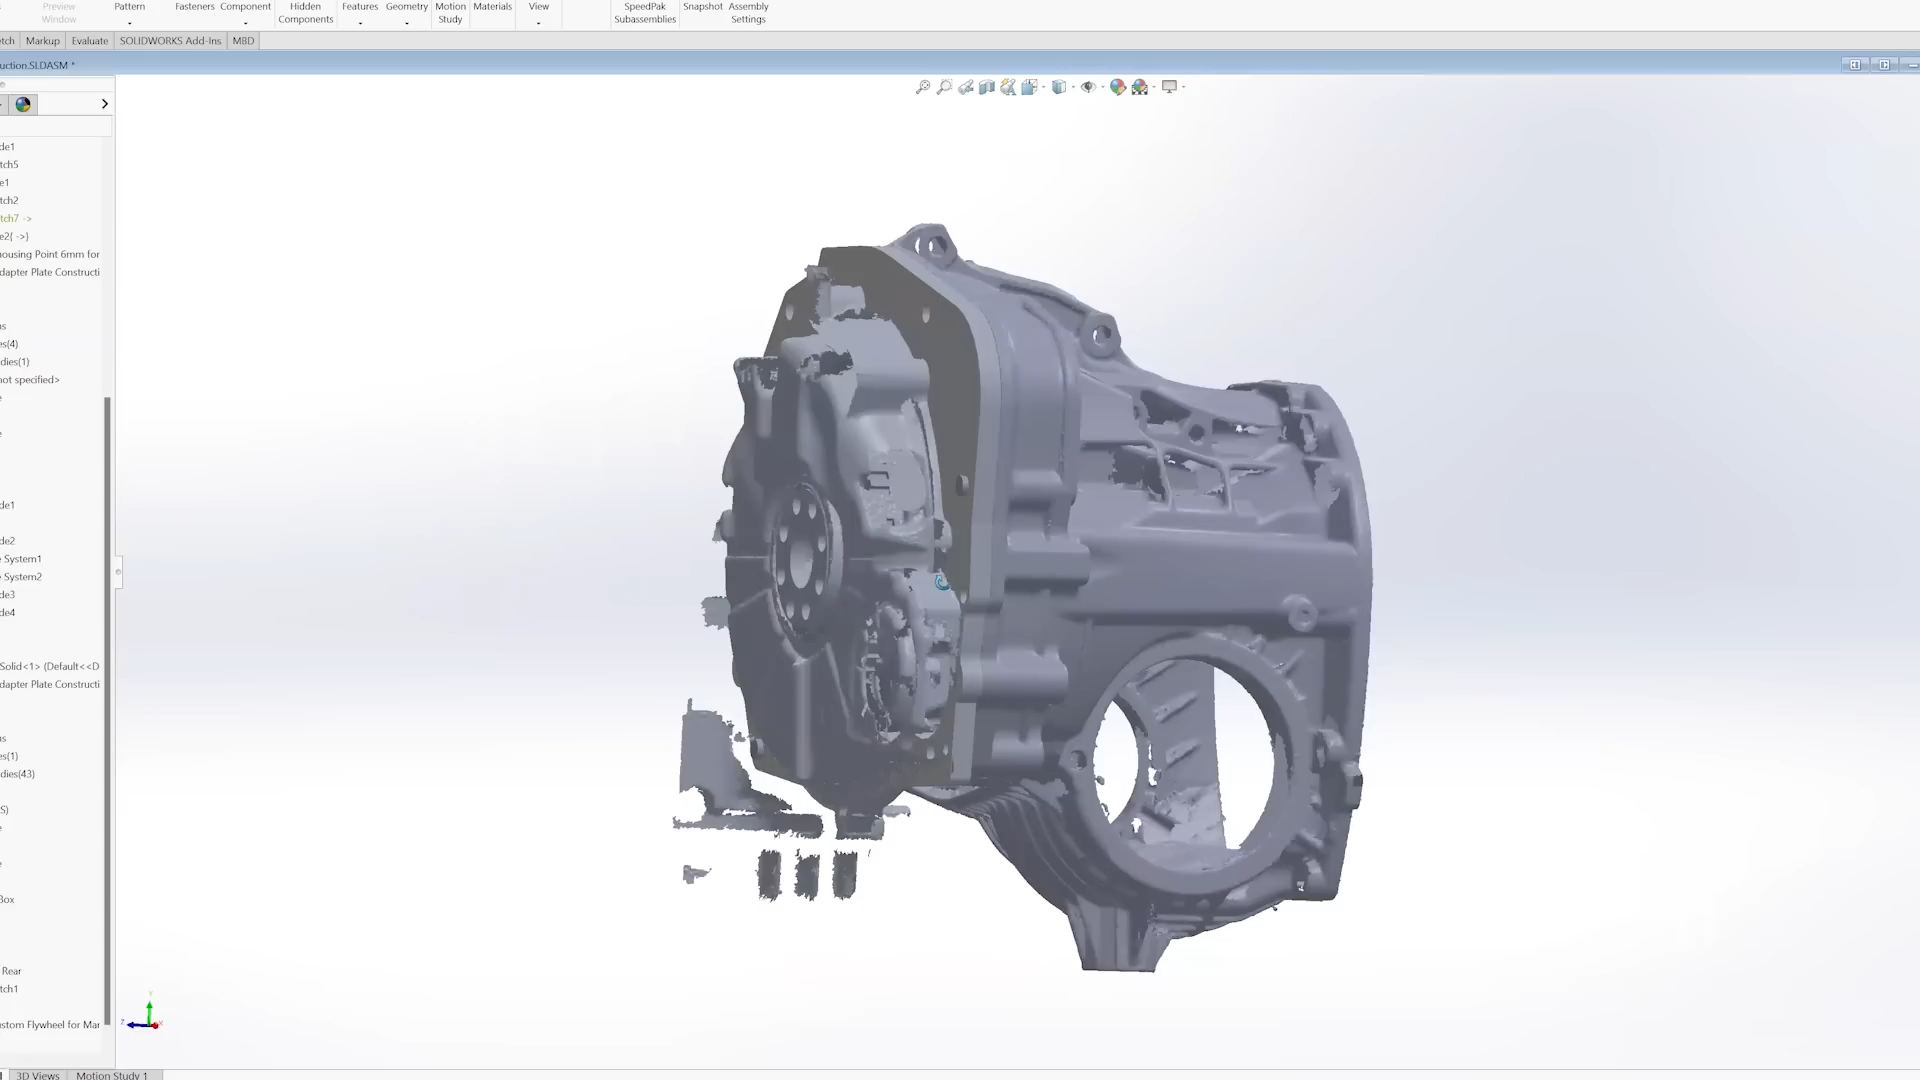 Preview
Window
Pattern
Fasteners
Component
Hidden
Components
Features
Geometry
Motion
Study
Materials
View
SpeedPak
Subassemblies
Snapshot
Assembly
Settings
tch
Markup
Evaluate
SOLIDWORKS Add-Ins
MBD
uction.SLDASM *
de1
tch5
e1
tch2
tch7 ->
e2{ ->}
housing Point 6mm for
dapter Plate Constructi
ns
es(4)
dies(1)
not specified>
e
e
de1
de2
e System1
e System2
de3
de4
Solid<1> (Default<<D
dapter Plate Constructi
ns
es(1)
dies(43)
S)
e
e
Box
Rear
tch1
stom Flywheel for Mar
Y
Z
X
3D Views
Motion Study 1